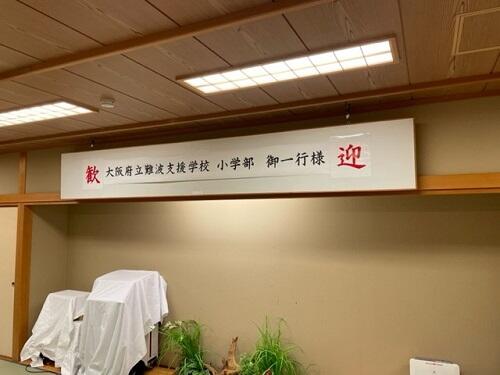 歓 大阪府立難波支援学校 小学部 御一行様 迎